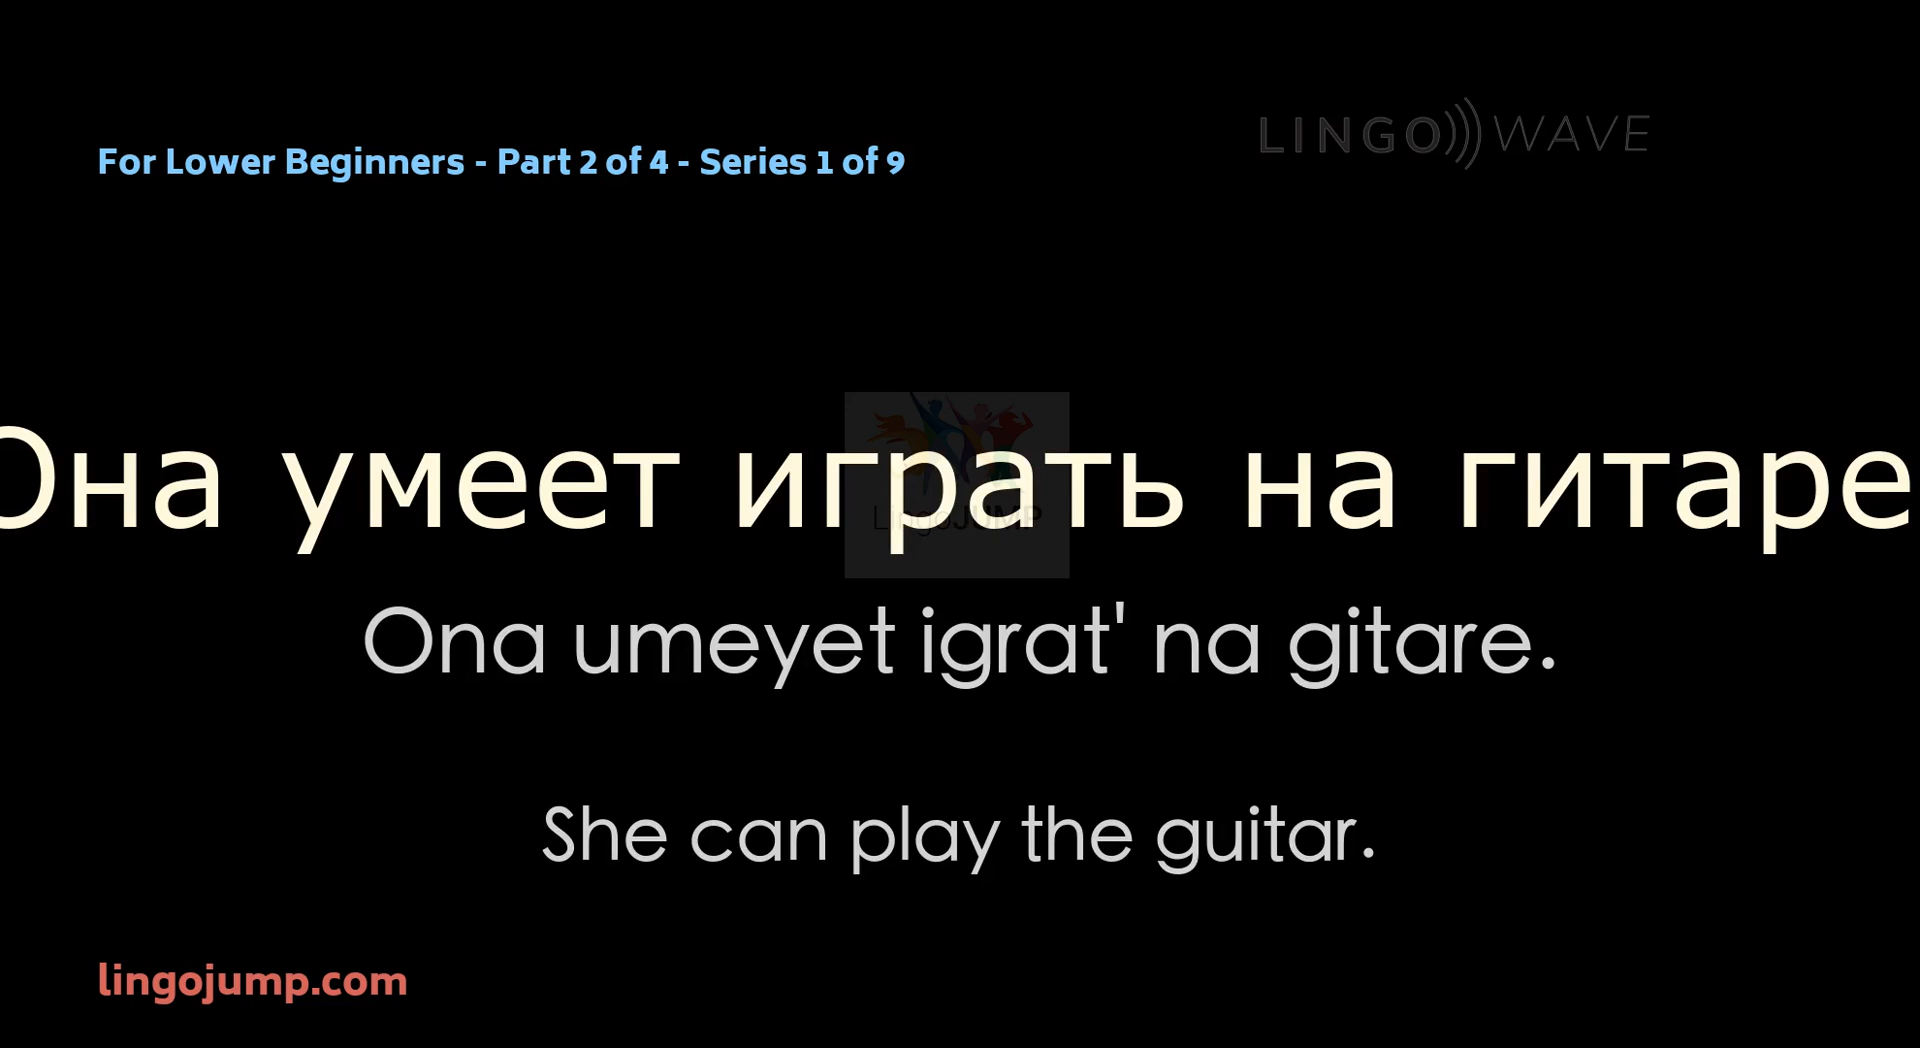 For Lower Beginners - Part 2 of 4 - Series 1 of 9
LINGO WAVE
Она умеет играть на гитаре
LingoJUMP
Ona umeyet igrat' na gitare.
She can play the guitar.
lingojump.com